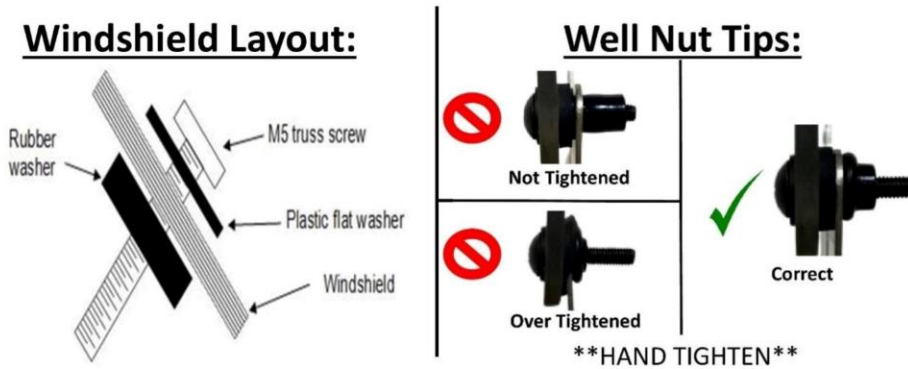 Windshield Layout:
Rubber
washer
M5 truss screw
Plastic flat washer
Windshield
Well Nut Tips:
Not Tightened
Over Tightened
Correct
**HAND TIGHTEN**